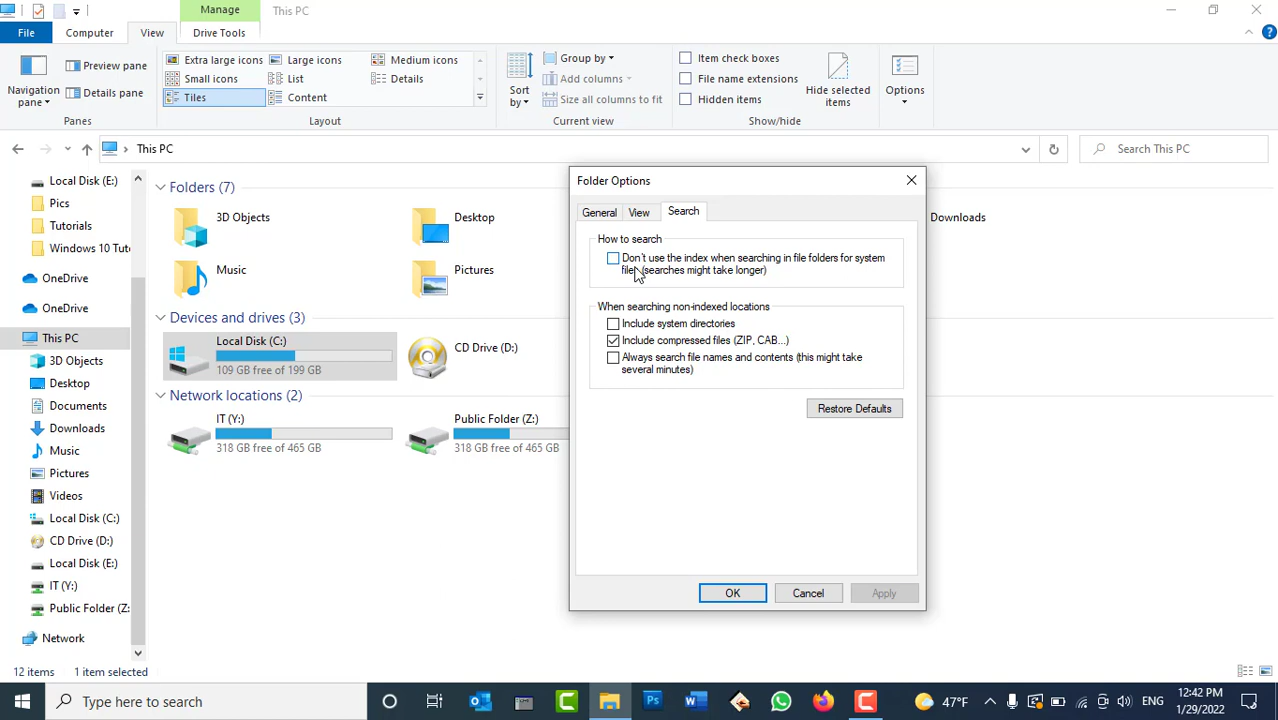 Manage
This PC
File
Computer
View
Drive Tools
Navigation pane
Preview pane
Details pane
Panes
Extra large icons
Large icons
Medium icons
Small icons
List
Details
Tiles
Content
Layout
Sort by
Group by
Add columns
Size all columns to fit
Current view
Item check boxes
File name extensions
Hidden items
Hide selected items
Show/hide
Options
This PC
Search This PC
Local Disk (E:)
Pics
Tutorials
Windows 10 Tuto
OneDrive
OneDrive
This PC
3D Objects
Desktop
Documents
Downloads
Music
Pictures
Videos
Local Disk (C:)
CD Drive (D:)
Local Disk (E:)
IT (Y:)
Public Folder (Z:
Network
Folders (7)
3D Objects
Desktop
Downloads
Music
Pictures
Devices and drives (3)
Local Disk (C:)
109 GB free of 199 GB
CD Drive (D:)
Network locations (2)
IT (Y:)
318 GB free of 465 GB
Public Folder (Z:)
318 GB free of 465 GB
Folder Options
General
View
Search
How to search
Don't use the index when searching in file folders for system
files (searches might take longer)
When searching non-indexed locations
Include system directories
Include compressed files (ZIP, CAB...)
Always search file names and contents (this might take
several minutes)
Restore Defaults
OK
Cancel
Apply
12 items
1 item selected
Type here to search
47°F
ENG
12:42 PM
1/29/2022